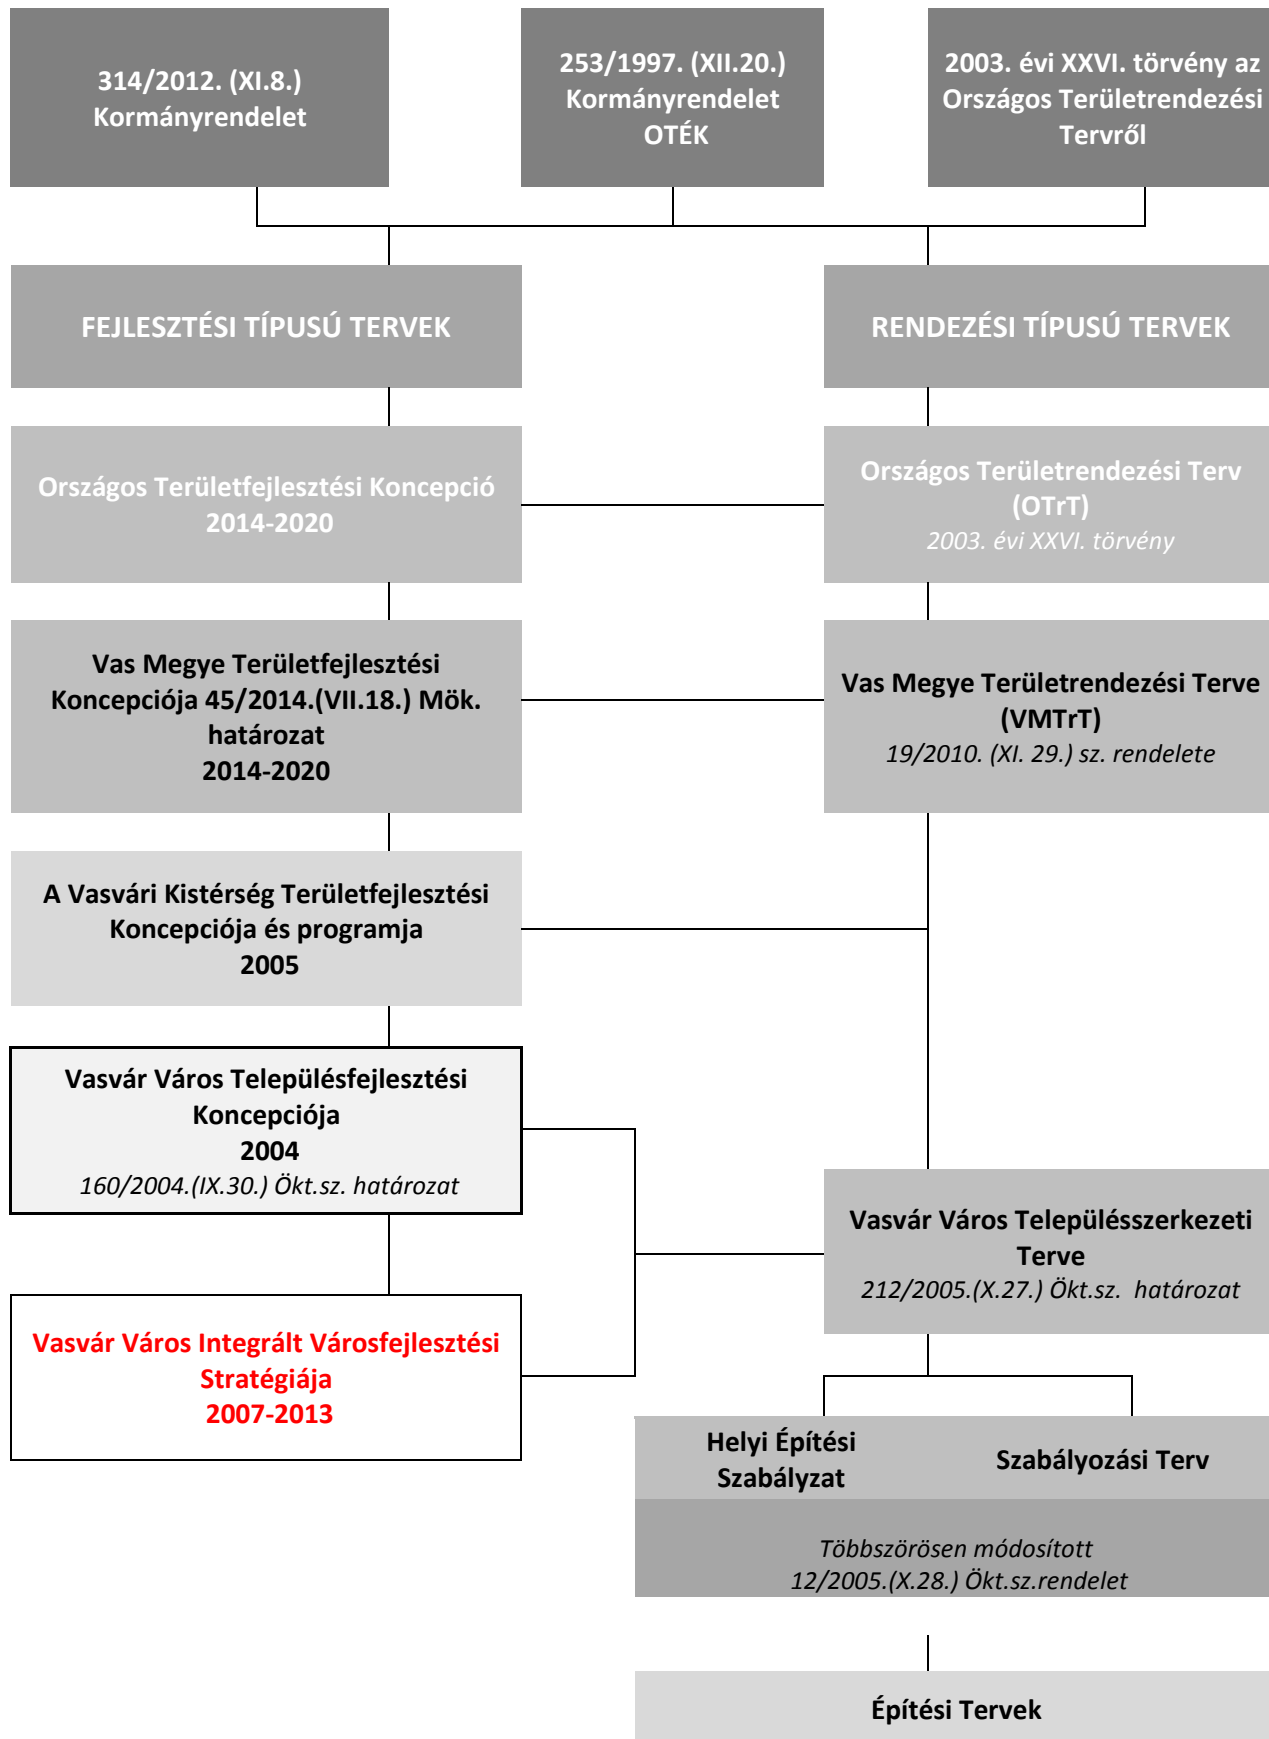 314/2012. (XI.8.)
Kormányrendelet
253/1997. (XII.20.)
Kormányrendelet
OTÉK
2003. évi XXVI. törvény az
Országos Területrendezési
Tervről
FEJLESZTÉSI TÍPUSÚ TERVEK
RENDEZÉSI TÍPUSÚ TERVEK
Országos Területfejlesztési Koncepció
2014-2020
Országos Területrendezési Terv
(OTrT)
2003. évi XXVI. törvény
Vas Megye Területfejlesztési
Koncepciója 45/2014.(VII.18.) Mök.
határozat
2014-2020
Vas Megye Területrendezési Terve
(VMTrT)
19/2010. (XI. 29.) sz. rendelete
A Vasvári Kistérség Területfejlesztési
Koncepciója és programja
2005
Vasvár Város Településfejlesztési
Koncepciója
2004
160/2004.(IX.30.) Ökt.sz. határozat
Vasvár Város Településszerkezeti
Terve
212/2005.(X.27.) Ökt.sz. határozat
Vasvár Város Integrált Városfejlesztési
Stratégiája
2007-2013
Helyi Építési
Szabályzat
Szabályozási Terv
Többszörösen módosított
12/2005.(X.28.) Ökt.sz.rendelet
Építési Tervek